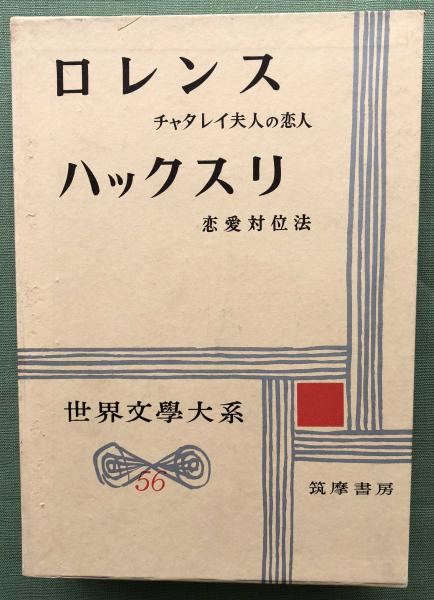 ロレンス
チャタレイ夫人の恋人
ハックスリ
恋愛対位法
世界文學大系
56
筑摩書房